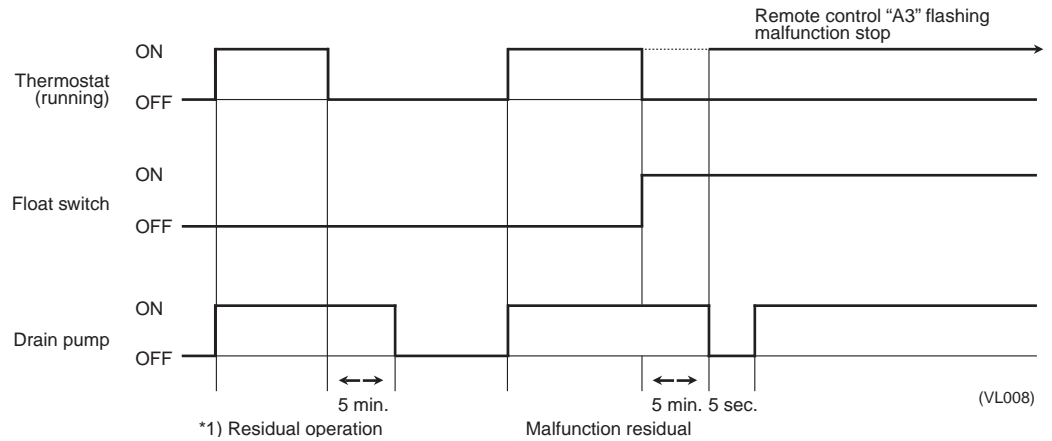 Remote control “A3” flashing
malfunction stop
ON
Thermostat
(running)
OFF
ON
Float switch
OFF
ON
Drain pump
OFF
5 min.
5 min. 5 sec.
(VL008)
*1) Residual operation
Malfunction residual